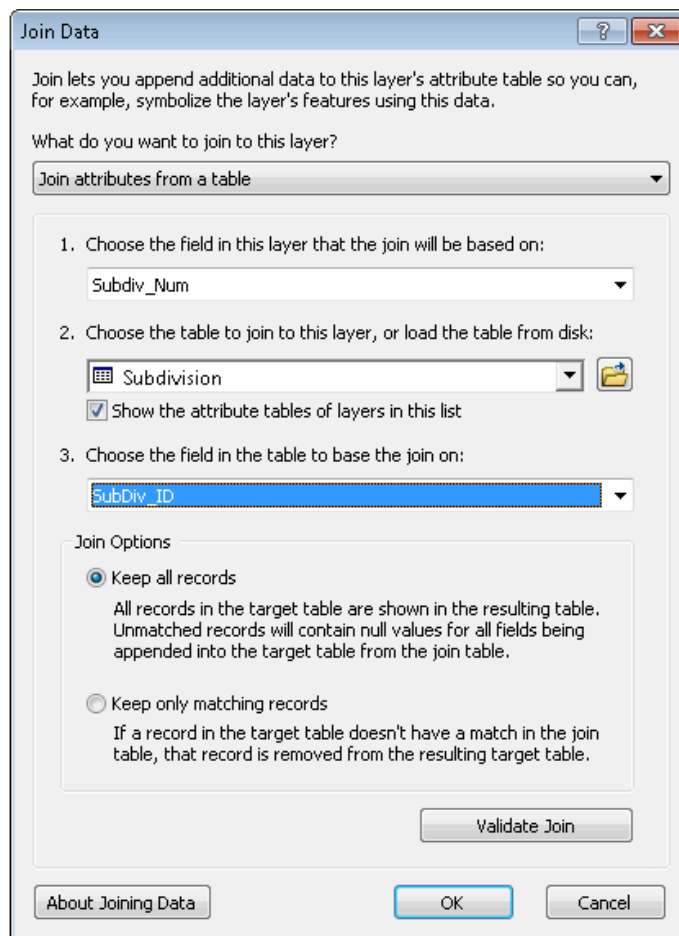 Join Data
Join lets you append additional data to this layer's attribute table so you can,
for example, symbolize the layer's features using this data.
What do you want to join to this layer?
Join attributes from a table
1. Choose the field in this layer that the join will be based on:
Subdiv_Num
2. Choose the table to join to this layer, or load the table from disk:
Subdivision
Show the attribute tables of layers in this list
3. Choose the field in the table to base the join on:
SubDiv_ID
Join Options
Keep all records
All records in the target table are shown in the resulting table.
Unmatched records will contain null values for all fields being
appended into the target table from the join table.
Keep only matching records
If a record in the target table doesn't have a match in the join
table, that record is removed from the resulting target table.
Validate Join
About Joining Data
OK
Cancel